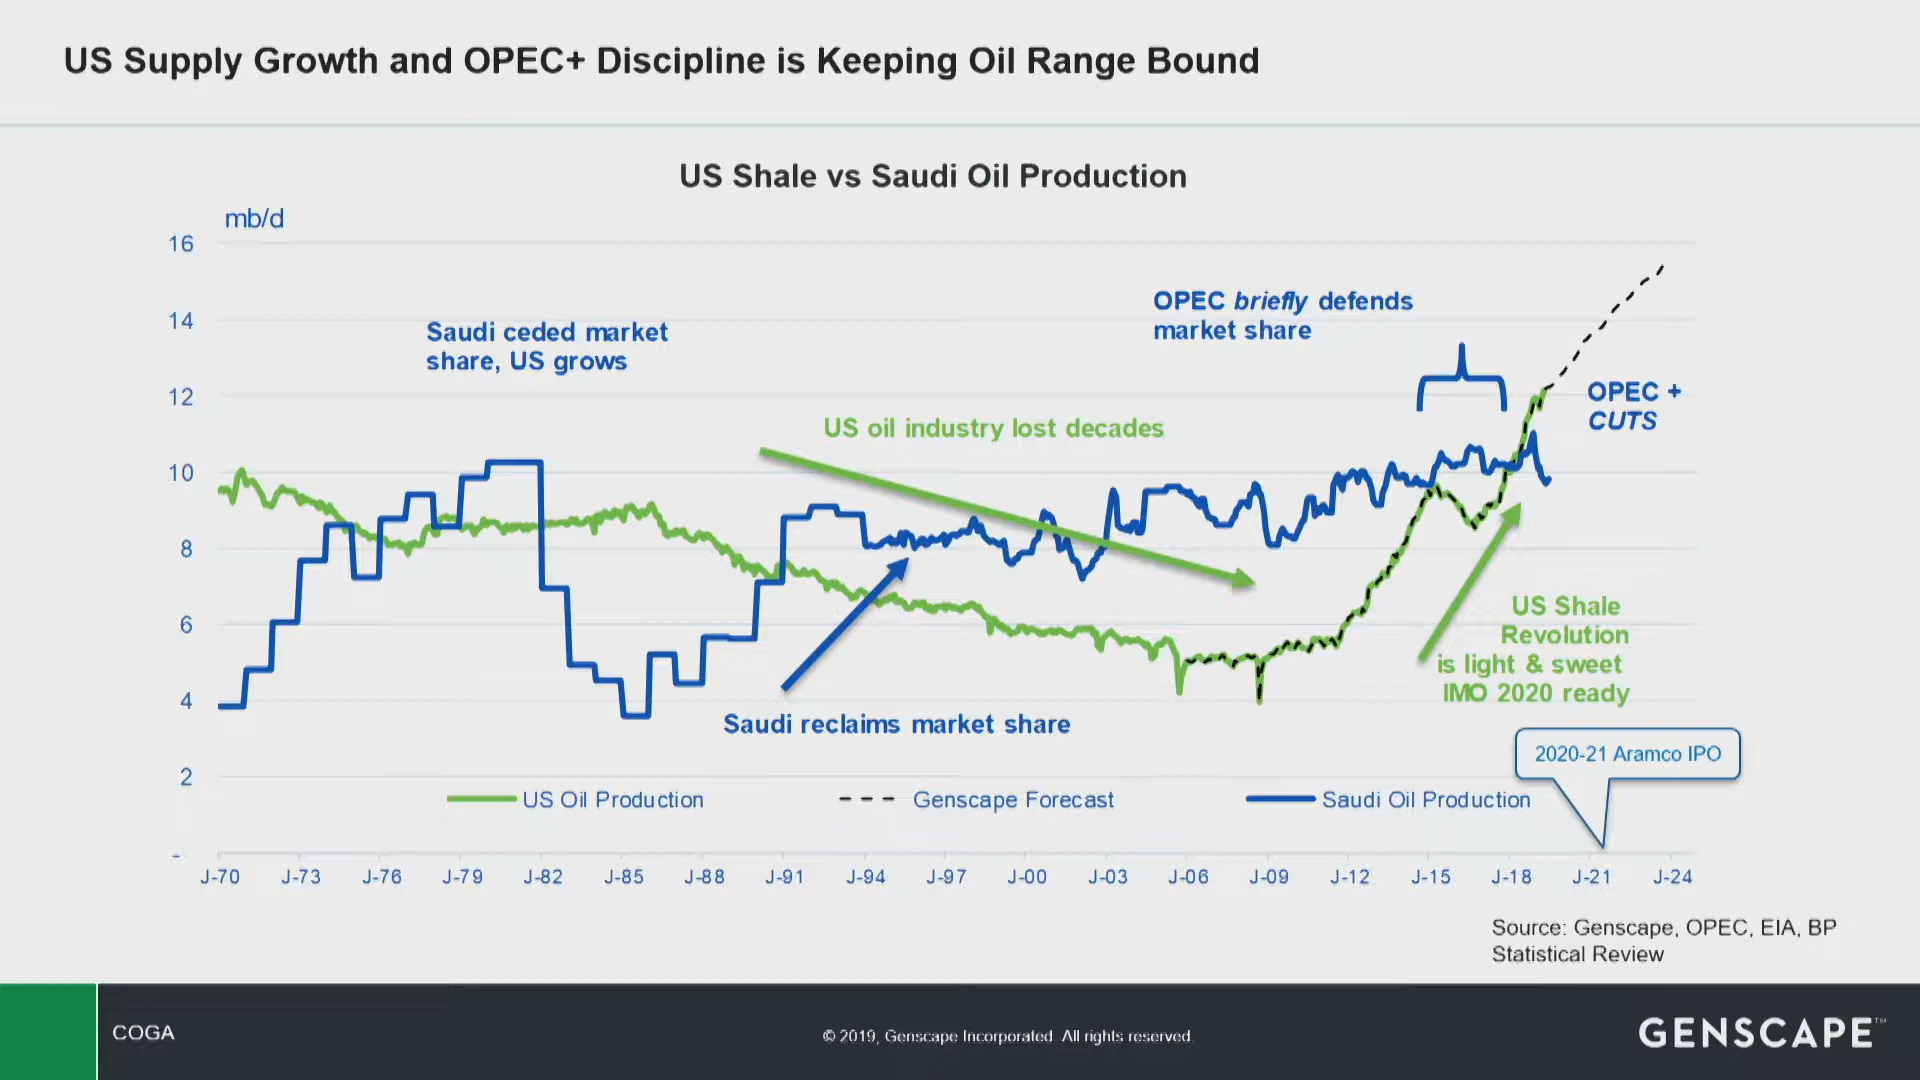 US Supply Growth and OPEC+ Discipline is Keeping Oil Range Bound
US Shale vs Saudi Oil Production
mb/d
16
14
12
10
8
6
4
2
-
Saudi ceded market
share, US grows
OPEC briefly defends
market share
OPEC +
CUTS
US oil industry lost decades
US Shale
Revolution
is light & sweet
IMO 2020 ready
Saudi reclaims market share
2020-21 Aramco IPO
US Oil Production
Genscape Forecast
Saudi Oil Production
J-70 J-73 J-76 J-79 J-82 J-85 J-88 J-91 J-94 J-97 J-00 J-03 J-06 J-09 J-12 J-15 J-18 J-21 J-24
Source: Genscape, OPEC, EIA, BP
Statistical Review
COGA
© 2019, Genscape Incorporated. All rights reserved.
GENSCAPE™